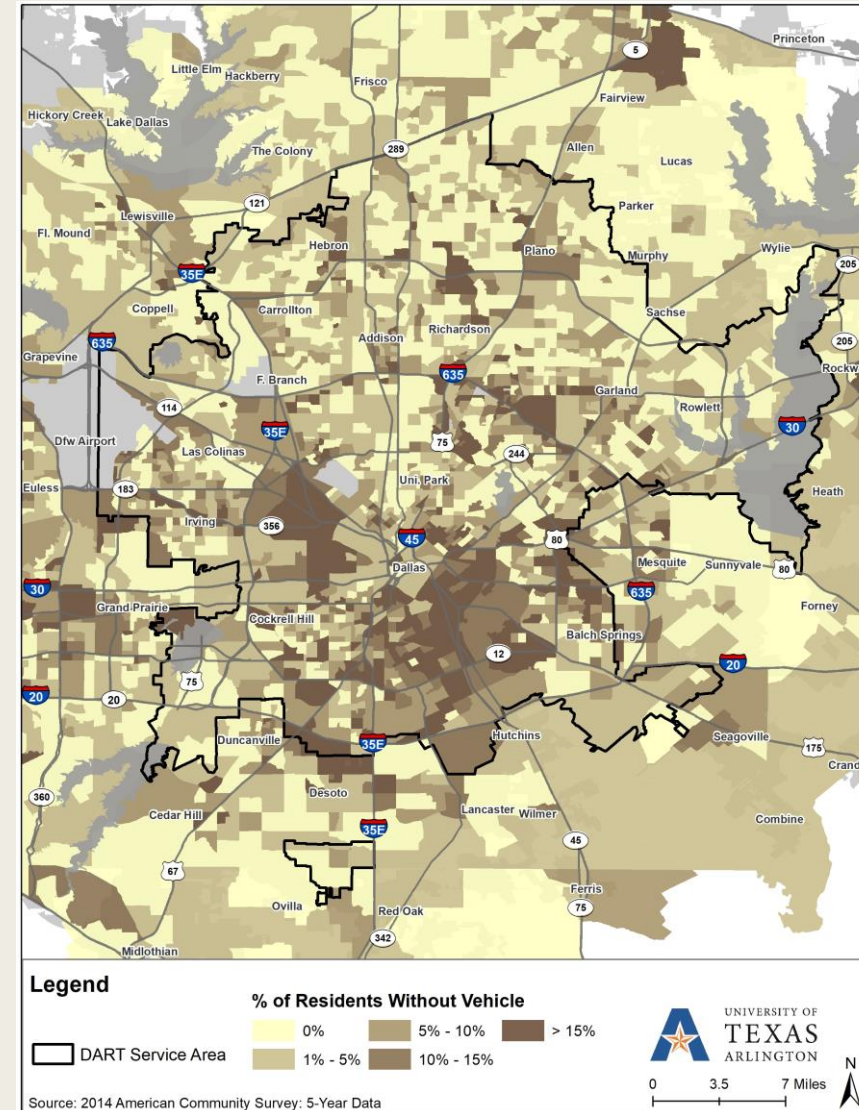 Princeton
5
Little Elm
Hackberry
Frisco
Fairview
Hickory Creek
Lake Dallas
The Colony
289
Allen
Lucas
121
Lewisville
Parker
Fl. Mound
Hebron
Plano
Murphy
Wylie
205
35E
Coppell
Carrollton
Sachse
Addison
Richardson
635
205
Grapevine
635
Rockw
F. Branch
Garland
Rowlett
114
30
35E
75
Dfw Airport
Las Colinas
244
Uni. Park
Euless
183
Heath
Irving
356
45
80
Dallas
Mesquite
Sunnyvale
80
30
635
Grand Prairie
Cockrell Hill
Forney
Balch Springs
12
20
75
20
20
Duncanville
35E
Hutchins
Seagoville
175
Crand
Desoto
360
Cedar Hill
Lancaster
Wilmer
Combine
35E
45
67
Ferris
Ovilla
Red Oak
75
342
Midlothian
Legend
DART Service Area
% of Residents Without Vehicle
0%
5% - 10%
> 15%
1% - 5%
10% - 15%
UNIVERSITY OF
TEXAS
ARLINGTON
N
0 3.5 7 Miles
Source: 2014 American Community Survey: 5-Year Data